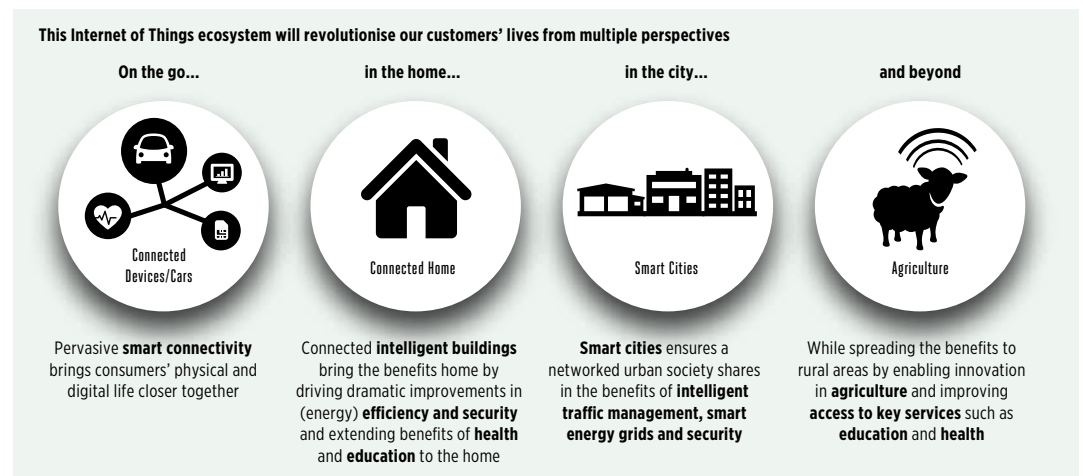 This Internet of Things ecosystem will revolutionise our customers' lives from multiple perspectives
On the go...
Connected
Devices/Cars
Pervasive smart connectivity
brings consumers' physical and
digital life closer together
in the home...
Connected Home
Connected intelligent buildings
bring the benefits home by
driving dramatic improvements in
(energy) efficiency and security
and extending benefits of health
and education to the home
in the city...
Smart Cities
Smart cities ensures a
networked urban society shares
in the benefits of intelligent
traffic management, smart
energy grids and security
and beyond
Agriculture
While spreading the benefits to
rural areas by enabling innovation
in agriculture and improving
access to key services such as
education and health